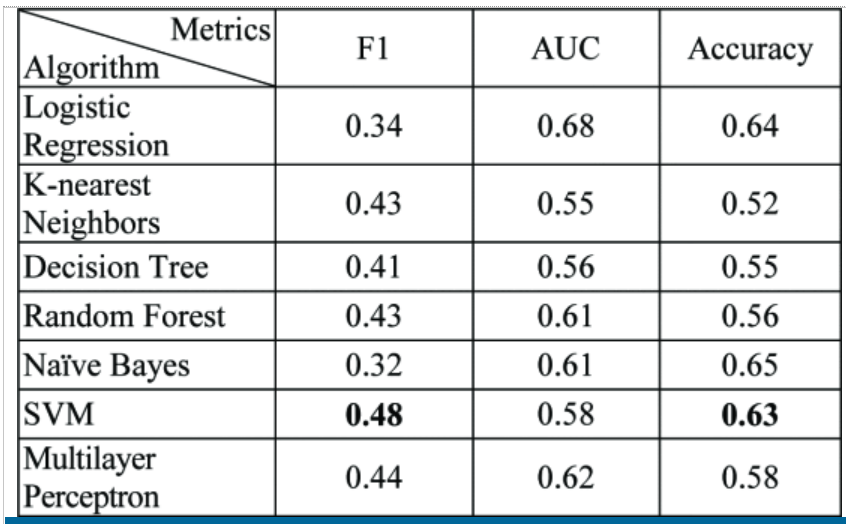 Metrics
Algorithm
F1 AUC Accuracy
Logistic
Regression
0.34 0.68 0.64
K-nearest
Neighbors
0.43 0.55 0.52
Decision Tree 0.41 0.56 0.55
Random Forest 0.43 0.61 0.56
Naïve Bayes 0.32 0.61 0.65
SVM 0.48 0.58 0.63
Multilayer
Perceptron
0.44 0.62 0.58